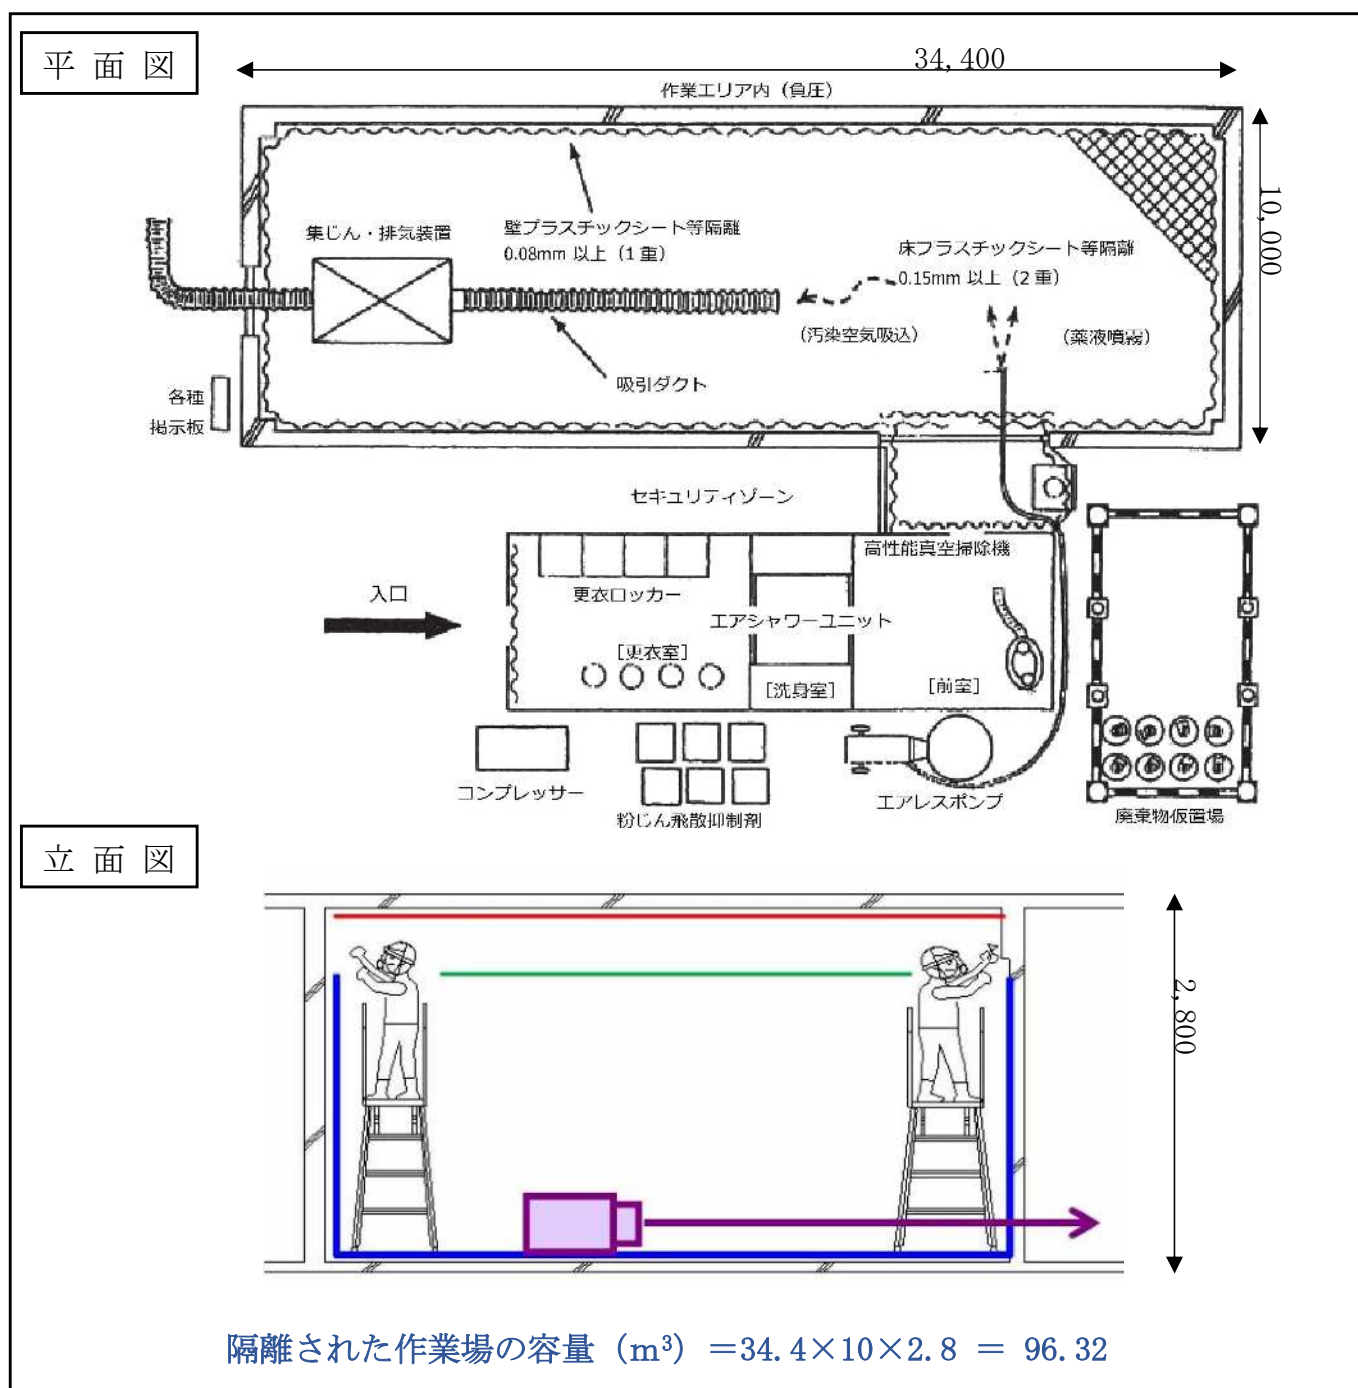 平 面 図
34,400
作業エリア内（負圧）
10,000
集じん・排気装置
壁プラスチックシート等隔離
0.08mm 以上（1 重）
床プラスチックシート等隔離
0.15mm 以上（2 重）
（汚染空気吸込）
（薬液噴霧）
吸引ダクト
各種
掲示板
セキュリティゾーン
高性能真空掃除機
入口
更衣ロッカー
エアシャワーユニット
［更衣室］
［洗身室］
［前室］
コンプレッサー
粉じん飛散抑制剤
エアレスポンプ
廃棄物仮置場
立 面 図
2,800
隔離された作業場の容量（m³）＝34.4×10×2.8 ＝ 96.32